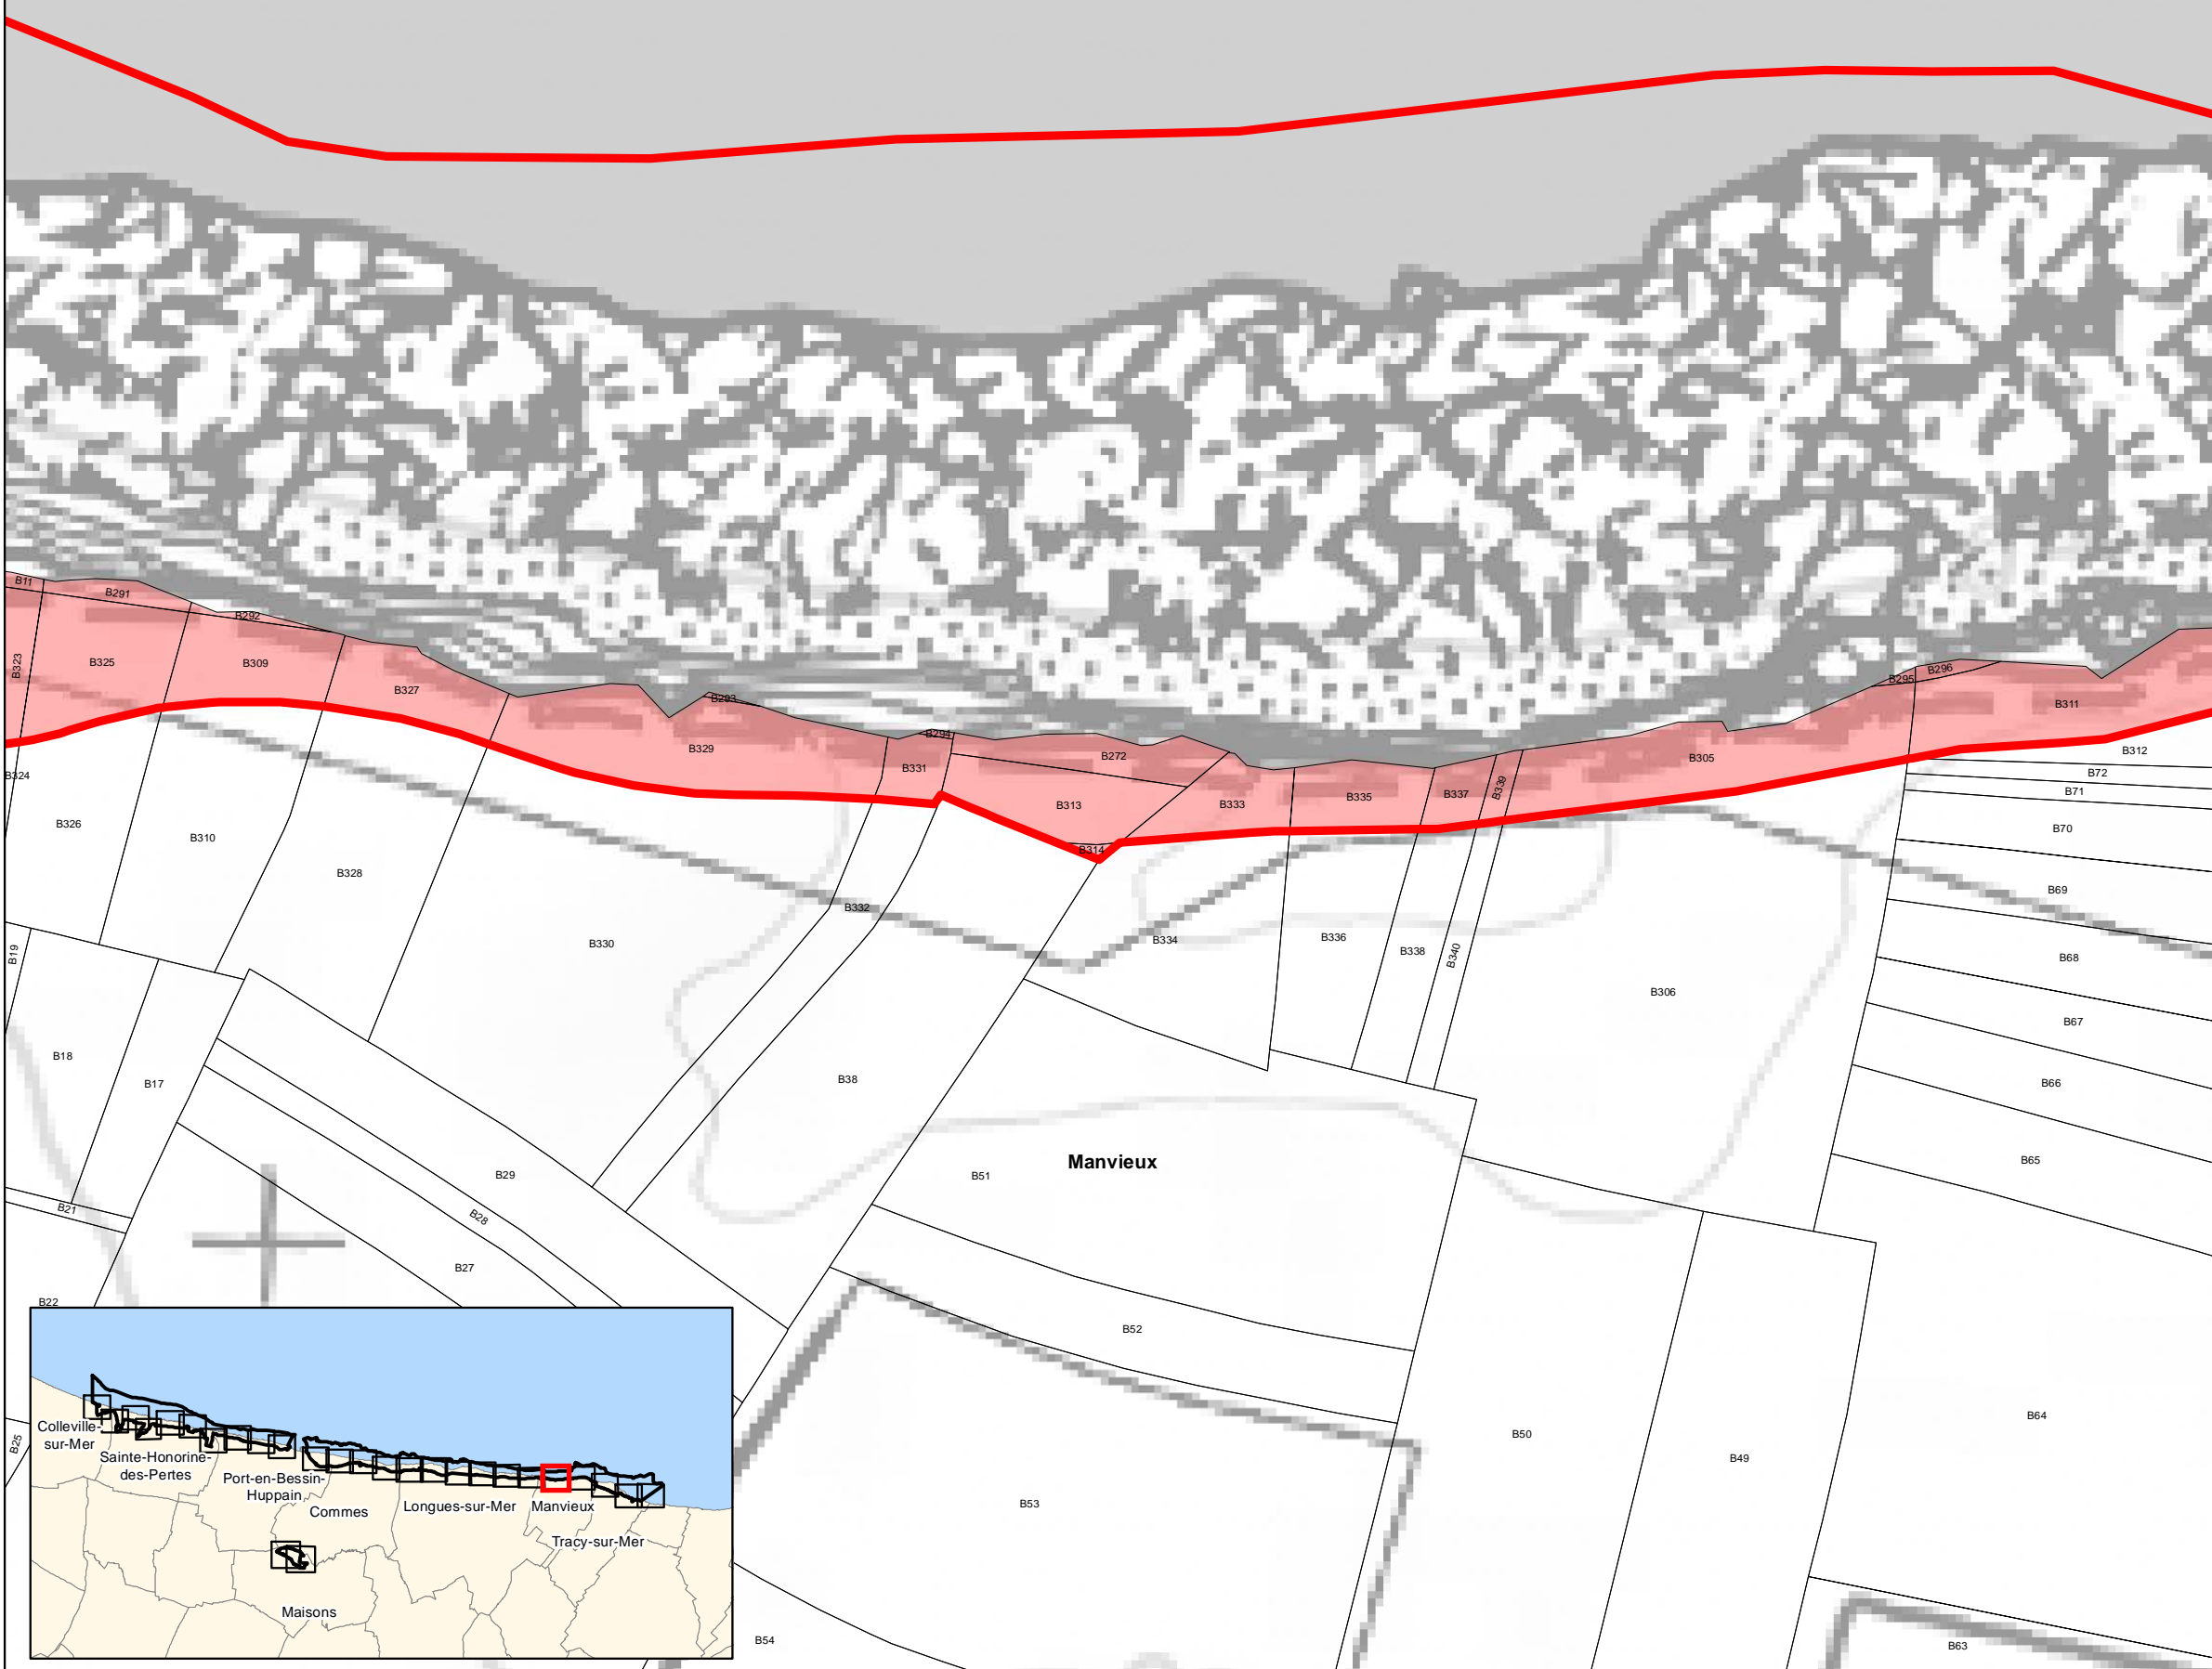 B11
B291
B292
B323
B325
B309
B327
B293
B329
B294
B331
B272
B313
B314
B333
B335
B337
B339
B305
B295
B296
B311
B312
B72
B71
B70
B69
B68
B67
B66
B65
B324
B326
B310
B328
B330
B332
B334
B336
B338
B340
B306
B19
B18
B17
B38
B51
Manvieux
B29
B28
B27
B21
B22
B25
B52
B53
B54
B50
B49
B64
B63
Colleville-
sur-Mer
Sainte-Honorine-
des-Pertes
Port-en-Bessin-
Huppain
Commes
Longues-sur-Mer
Manvieux
Tracy-sur-Mer
Maisons